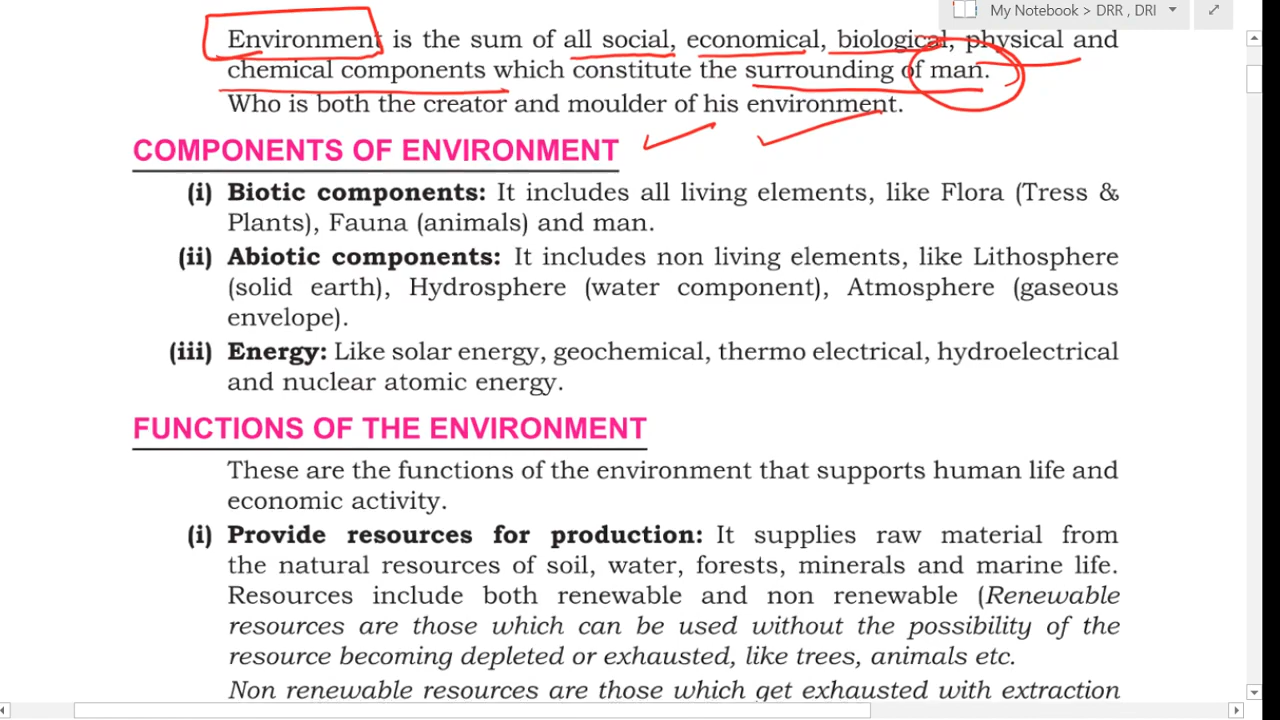 My Notebook > DRR , DRI
Environment is the sum of all social, economical, biological, physical and
chemical components which constitute the surrounding of man.
Who is both the creator and moulder of his environment.
COMPONENTS OF ENVIRONMENT
(i) Biotic components: It includes all living elements, like Flora (Tress &
Plants), Fauna (animals) and man.
(ii) Abiotic components: It includes non living elements, like Lithosphere
(solid earth), Hydrosphere (water component), Atmosphere (gaseous
envelope).
(iii) Energy: Like solar energy, geochemical, thermo electrical, hydroelectrical
and nuclear atomic energy.
FUNCTIONS OF THE ENVIRONMENT
These are the functions of the environment that supports human life and
economic activity.
(i) Provide resources for production: It supplies raw material from
the natural resources of soil, water, forests, minerals and marine life.
Resources include both renewable and non renewable (Renewable
resources are those which can be used without the possibility of the
resource becoming depleted or exhausted, like trees, animals etc.
Non renewable resources are those which get exhausted with extraction